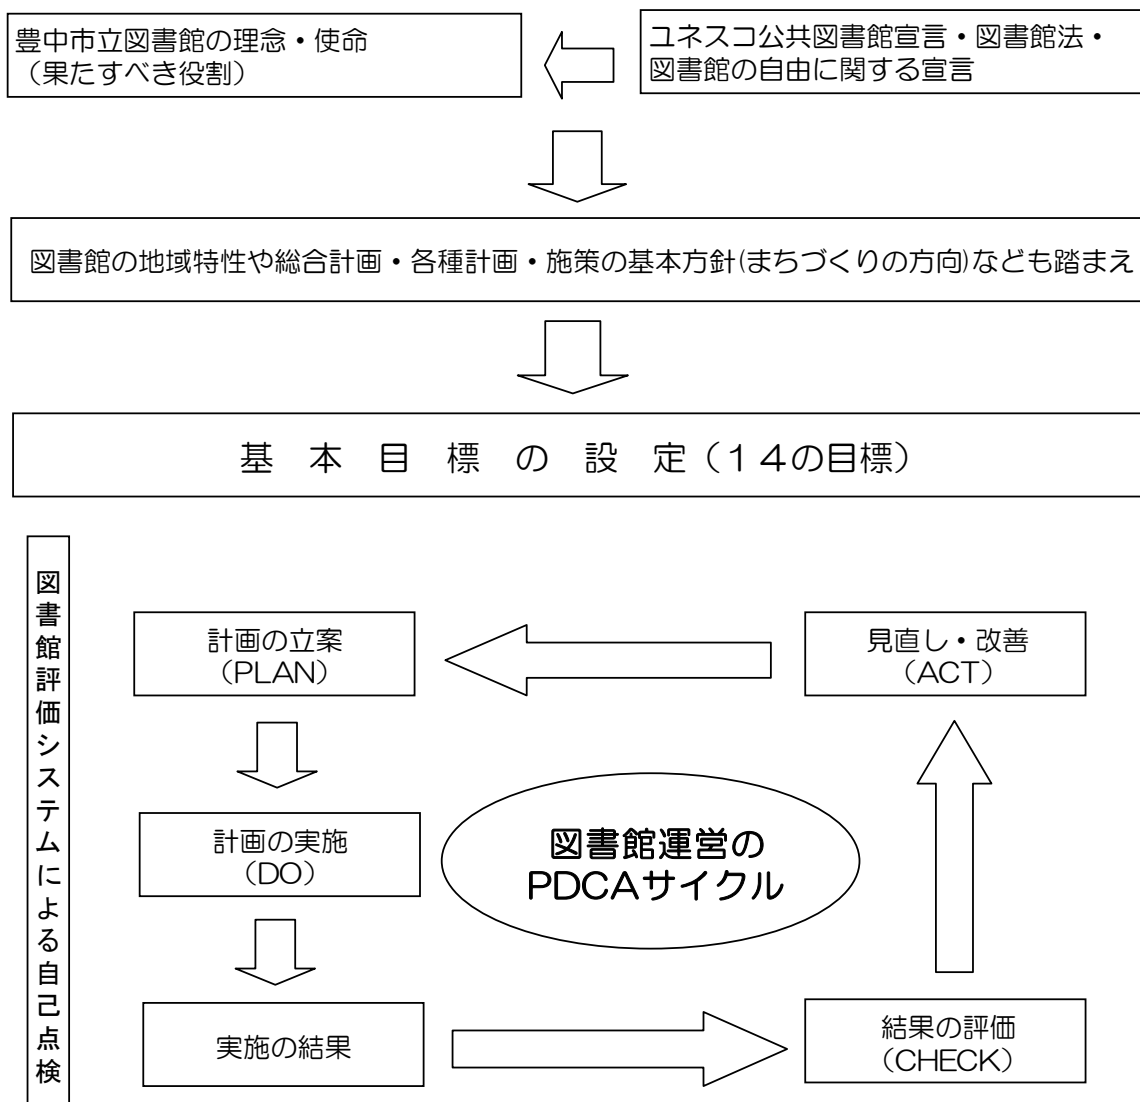 豊中市立図書館の理念・使命
（果たすべき役割）
ユネスコ公共図書館宣言・図書館法・
図書館の自由に関する宣言
図書館の地域特性や総合計画・各種計画・施策の基本方針(まちづくりの方向)なども踏まえ
基本目標の設定（１４の目標）
図書館評価システムによる自己点検
計画の立案
（PLAN）
見直し・改善
（ACT）
計画の実施
（DO）
図書館運営の
PDCAサイクル
実施の結果
結果の評価
（CHECK）